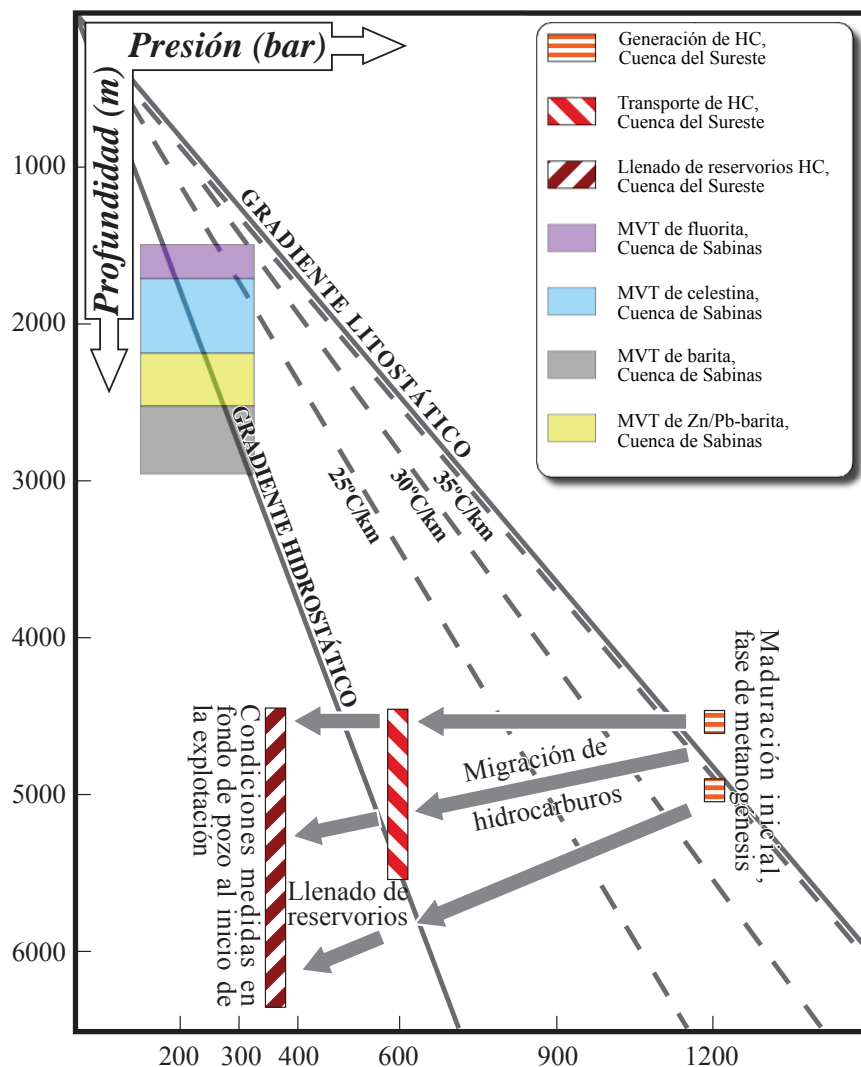 Presión (bar)
Profundidad (m)
1000
2000
3000
4000
5000
6000
Generación de HC,
Cuenca del Sureste
Transporte de HC,
Cuenca del Sureste
Llenado de reservorios HC,
Cuenca del Sureste
MVT de fluorita,
Cuenca de Sabinas
MVT de celestina,
Cuenca de Sabinas
MVT de barita,
Cuenca de Sabinas
MVT de Zn/Pb-barita,
Cuenca de Sabinas
GRADIENTE LITOSTÁTICO
GRADIENTE HIDROSTÁTICO
25ºC/km
30ºC/km
35ºC/km
Maduración inicial,
fase de metanogénesis
Migración de
hidrocarburos
Llenado de
reservorios
Condiciones medidas en
fondo de pozo al inicio de
la explotación
200 300 400 600 900 1200